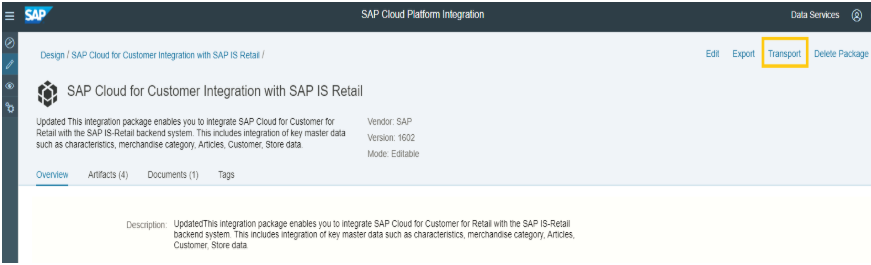 SAP
SAP Cloud Platform Integration
Data Services
Design / SAP Cloud for Customer Integration with SAP IS Retail /
Edit Export Transport Delete Package
SAP Cloud for Customer Integration with SAP IS Retail
Updated This integration package enables you to integrate SAP Cloud for Customer for
Retail with the SAP IS-Retail backend system. This includes integration of key master data
such as characteristics, merchandise category, Articles, Customer, Store data.
Vendor: SAP
Version: 1602
Mode: Editable
Overview Artifacts (4) Documents (1) Tags
Description: UpdatedThis integration package enables you to integrate SAP Cloud for Customer for Retail with the SAP IS-Retail
backend system. This includes integration of key master data such as characteristics, merchandise category, Articles,
Customer, Store data.